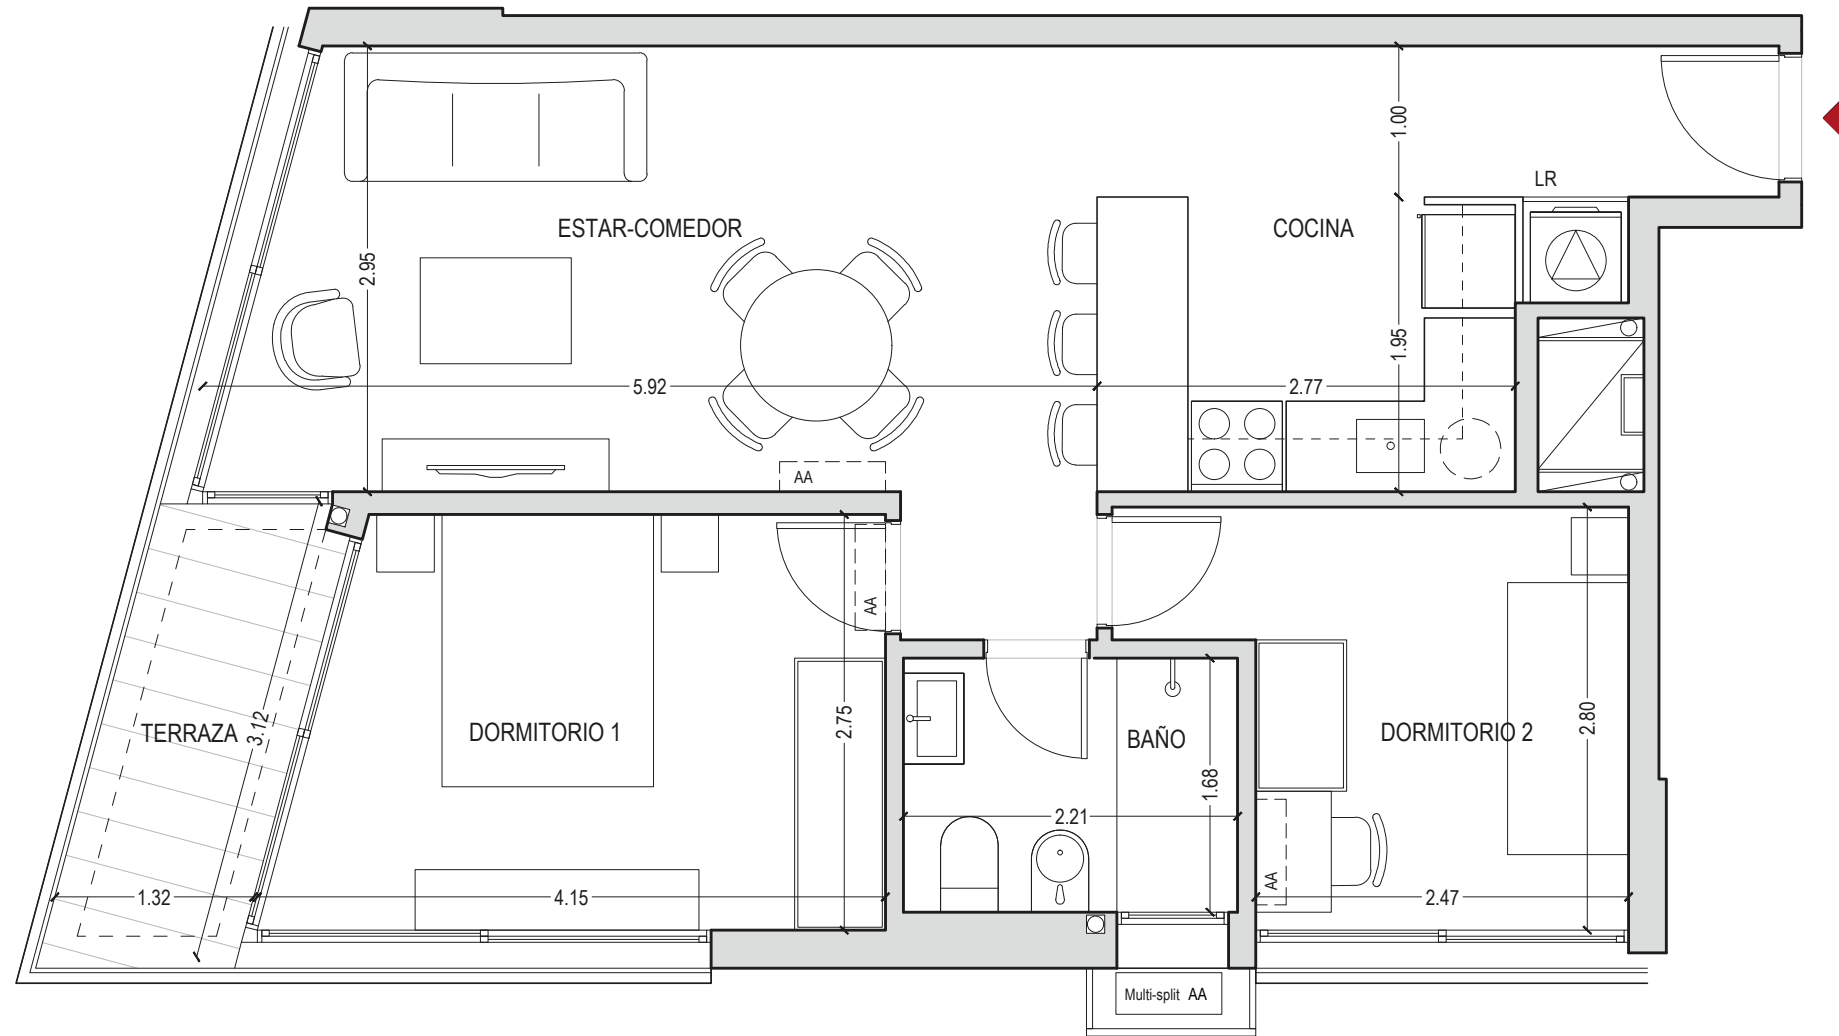 LR
1.00
ESTAR-COMEDOR
COCINA
2.95
1.95
5.92
2.77
AA
AA
TERRAZA
3.12
DORMITORIO 1
2.75
BAÑO
DORMITORIO 2
2.80
1.68
2.21
AA
1.32
4.15
2.47
Multi-split AA